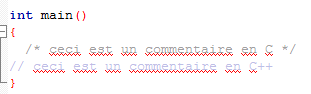 int main()
{
/* ceci est un commentaire en C */
// ceci est un commentaire en C++
}